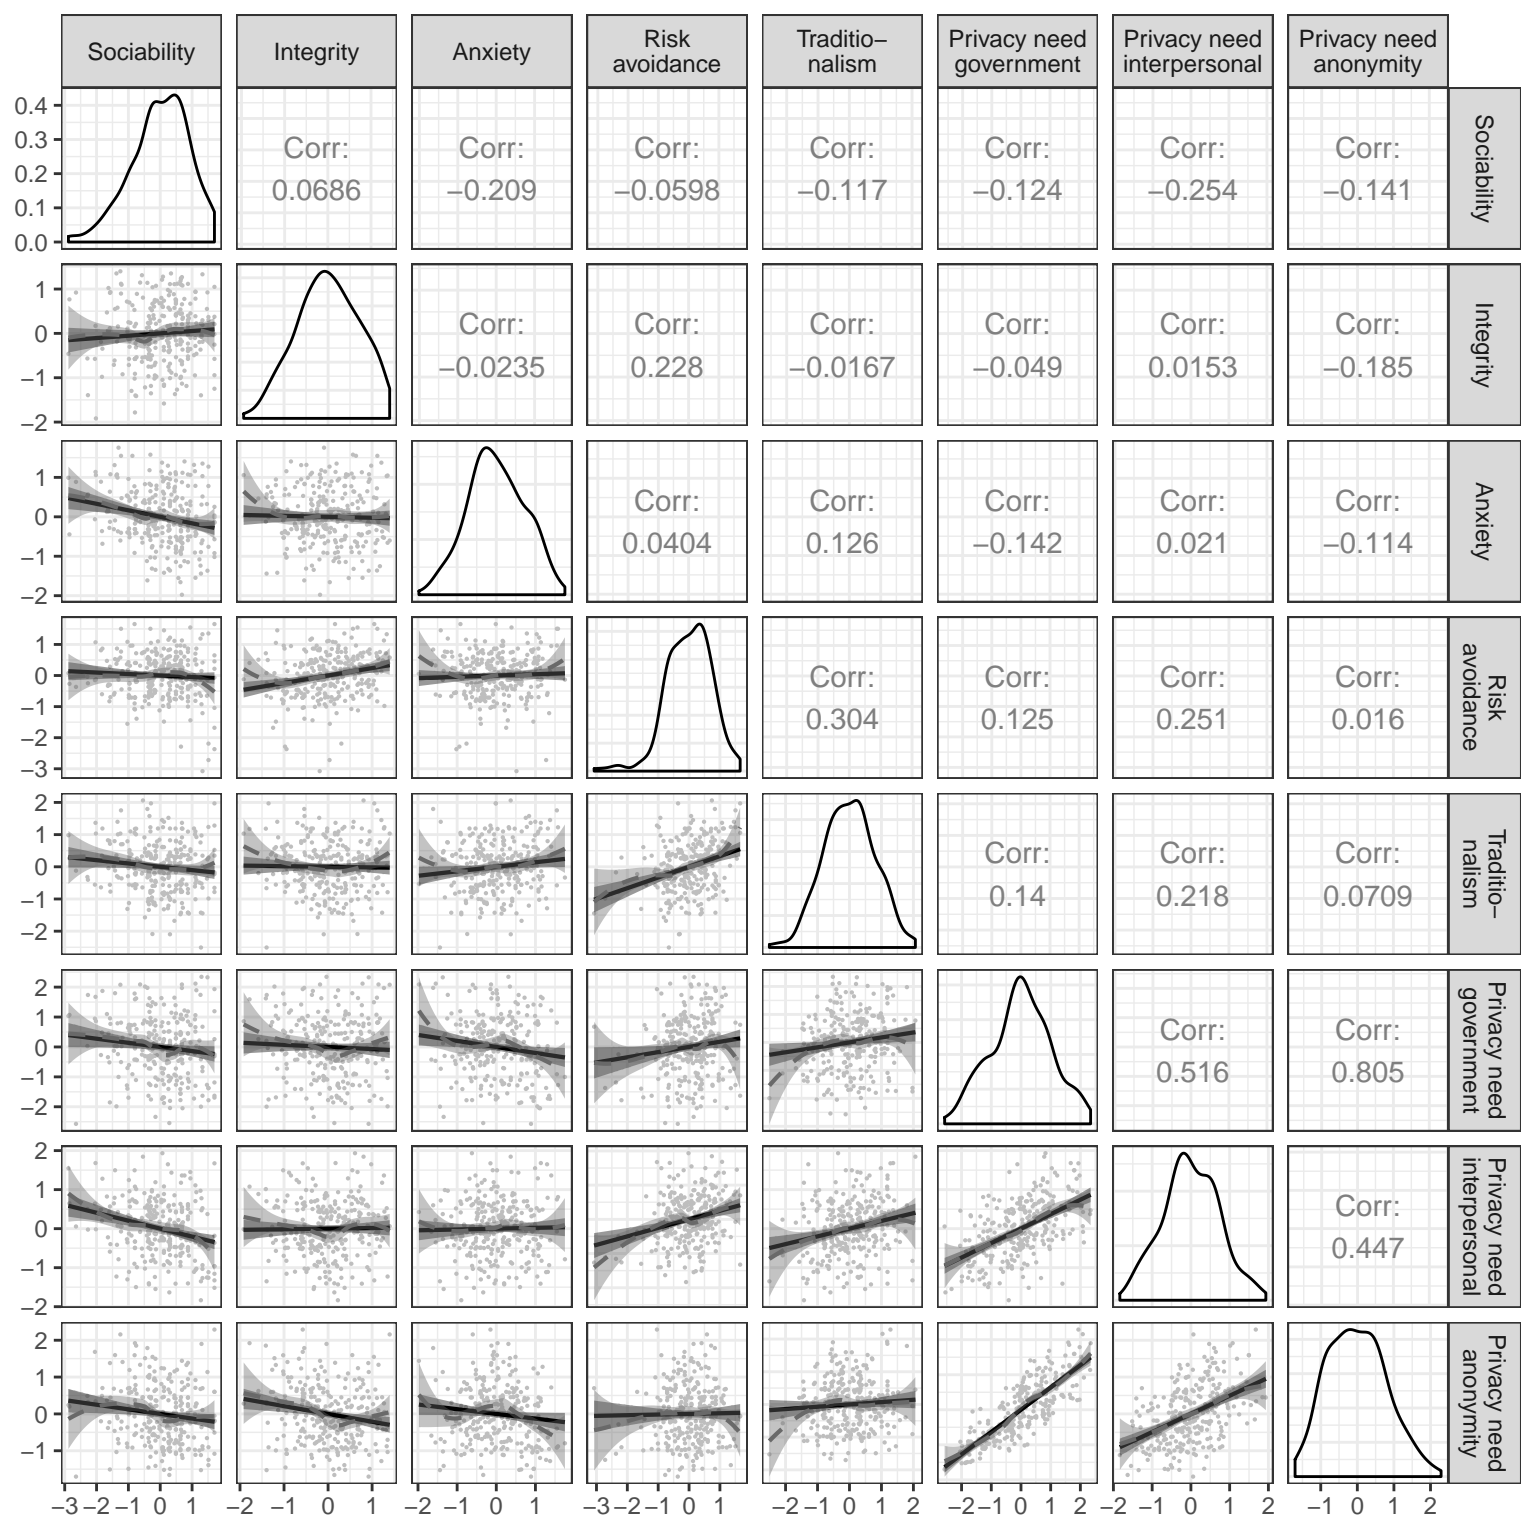 Sociability
Integrity
Anxiety
Risk
avoidance
Traditio–
nalism
Privacy need
government
Privacy need
interpersonal
Privacy need
anonymity
0.4
0.3
0.2
0.1
0.0
Corr:
0.0686
Corr:
−0.209
Corr:
−0.0598
Corr:
−0.117
Corr:
−0.124
Corr:
−0.254
Corr:
−0.141
Sociability
1
0
−1
−2
Corr:
−0.0235
Corr:
0.228
Corr:
−0.0167
Corr:
−0.049
Corr:
0.0153
Corr:
−0.185
Integrity
1
0
−1
−2
Corr:
0.0404
Corr:
0.126
Corr:
−0.142
Corr:
0.021
Corr:
−0.114
Anxiety
1
0
−1
−2
−3
Corr:
0.304
Corr:
0.125
Corr:
0.251
Corr:
0.016
Risk
avoidance
2
1
0
−1
−2
Corr:
0.14
Corr:
0.218
Corr:
0.0709
Traditio–
nalism
2
1
0
−1
−2
Corr:
0.516
Corr:
0.805
Privacy need
government
2
1
0
−1
−2
Corr:
0.447
Privacy need
interpersonal
2
1
0
−1
Privacy need
anonymity
−3 −2 −1 0 1
−2 −1 0 1
−2 −1 0 1
−3 −2 −1 0 1
−2 −1 0 1 2
−2 −1 0 1 2
−2 −1 0 1 2
−1 0 1 2